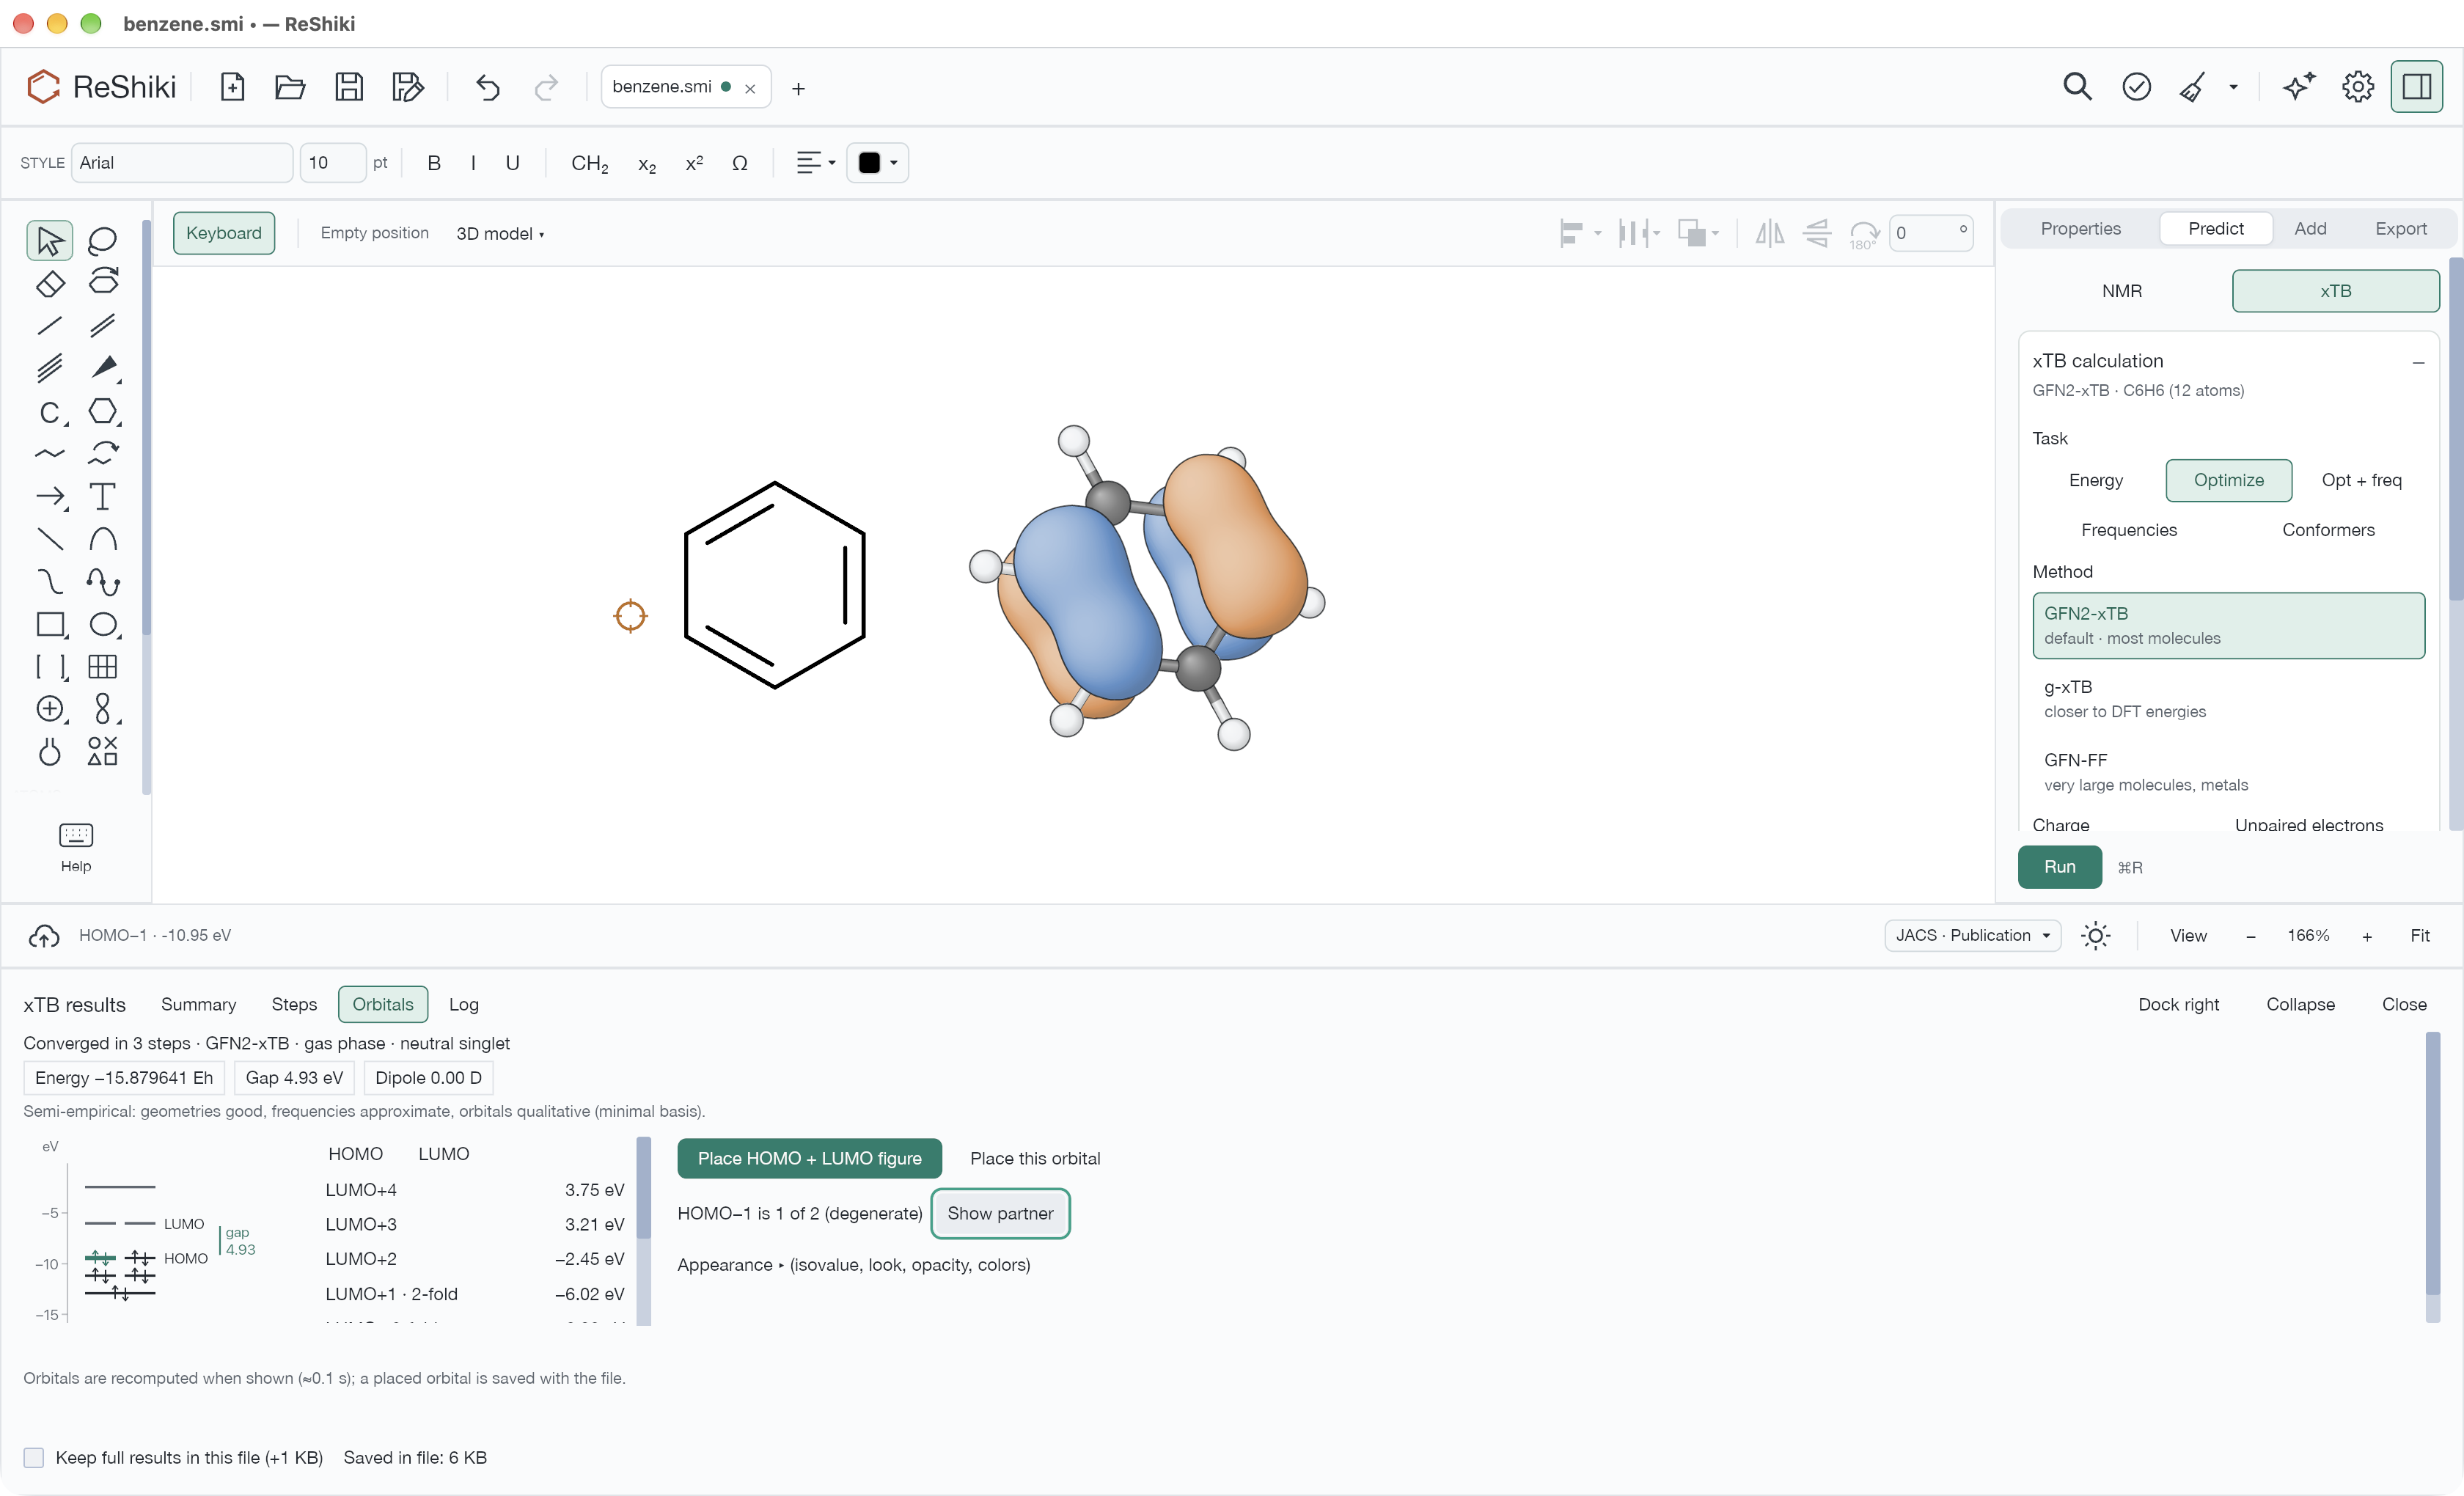 benzene.smi • — ReShiki
ReShiki
benzene.smi ● × +
STYLE Arial 10 pt B I U CH₂ x₂ x² Ω
Keyboard Empty position 3D model ▾
180° 0 °
Properties Predict Add Export
NMR xTB
xTB calculation –
GFN2-xTB · C6H6 (12 atoms)
Task
Energy Optimize Opt + freq
Frequencies Conformers
Method
GFN2-xTB
default · most molecules
g-xTB
closer to DFT energies
GFN-FF
very large molecules, metals
Charge Unpaired electrons
Run ⌘R
C
T
Help
HOMO–1 · -10.95 eV
JACS · Publication ▾ View – 166% + Fit
xTB results Summary Steps Orbitals Log Dock right Collapse Close
Converged in 3 steps · GFN2-xTB · gas phase · neutral singlet
Energy –15.879641 Eh Gap 4.93 eV Dipole 0.00 D
Semi-empirical: geometries good, frequencies approximate, orbitals qualitative (minimal basis).
eV
–5
–10
–15
LUMO
HOMO
gap
4.93
HOMO LUMO
LUMO+4 3.75 eV
LUMO+3 3.21 eV
LUMO+2 –2.45 eV
LUMO+1 · 2-fold –6.02 eV
Place HOMO + LUMO figure Place this orbital
HOMO–1 is 1 of 2 (degenerate) Show partner
Appearance ▸ (isovalue, look, opacity, colors)
Orbitals are recomputed when shown (≈0.1 s); a placed orbital is saved with the file.
Keep full results in this file (+1 KB) Saved in file: 6 KB